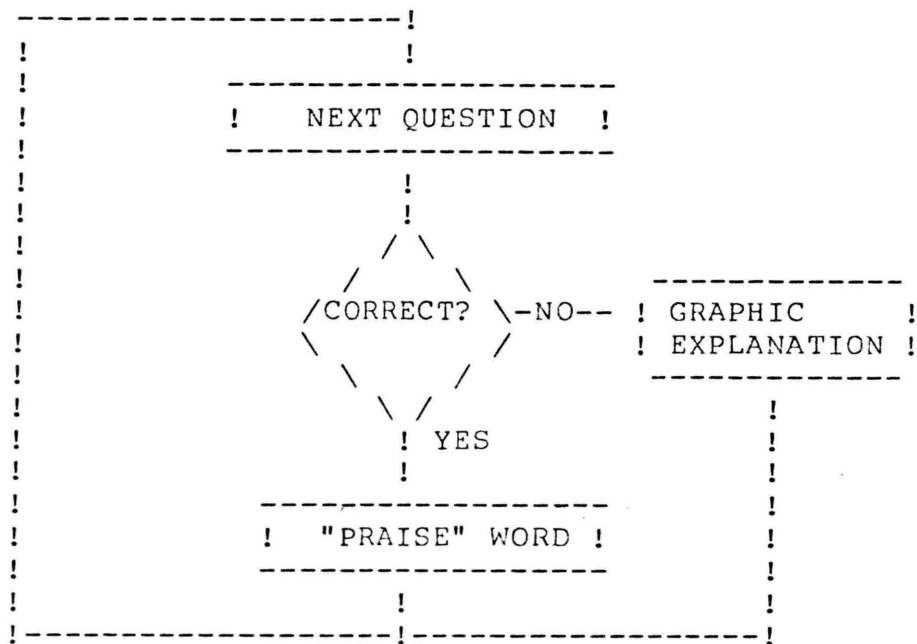 NEXT QUESTION
CORRECT? -NO-- GRAPHIC
EXPLANATION
YES
"PRAISE" WORD